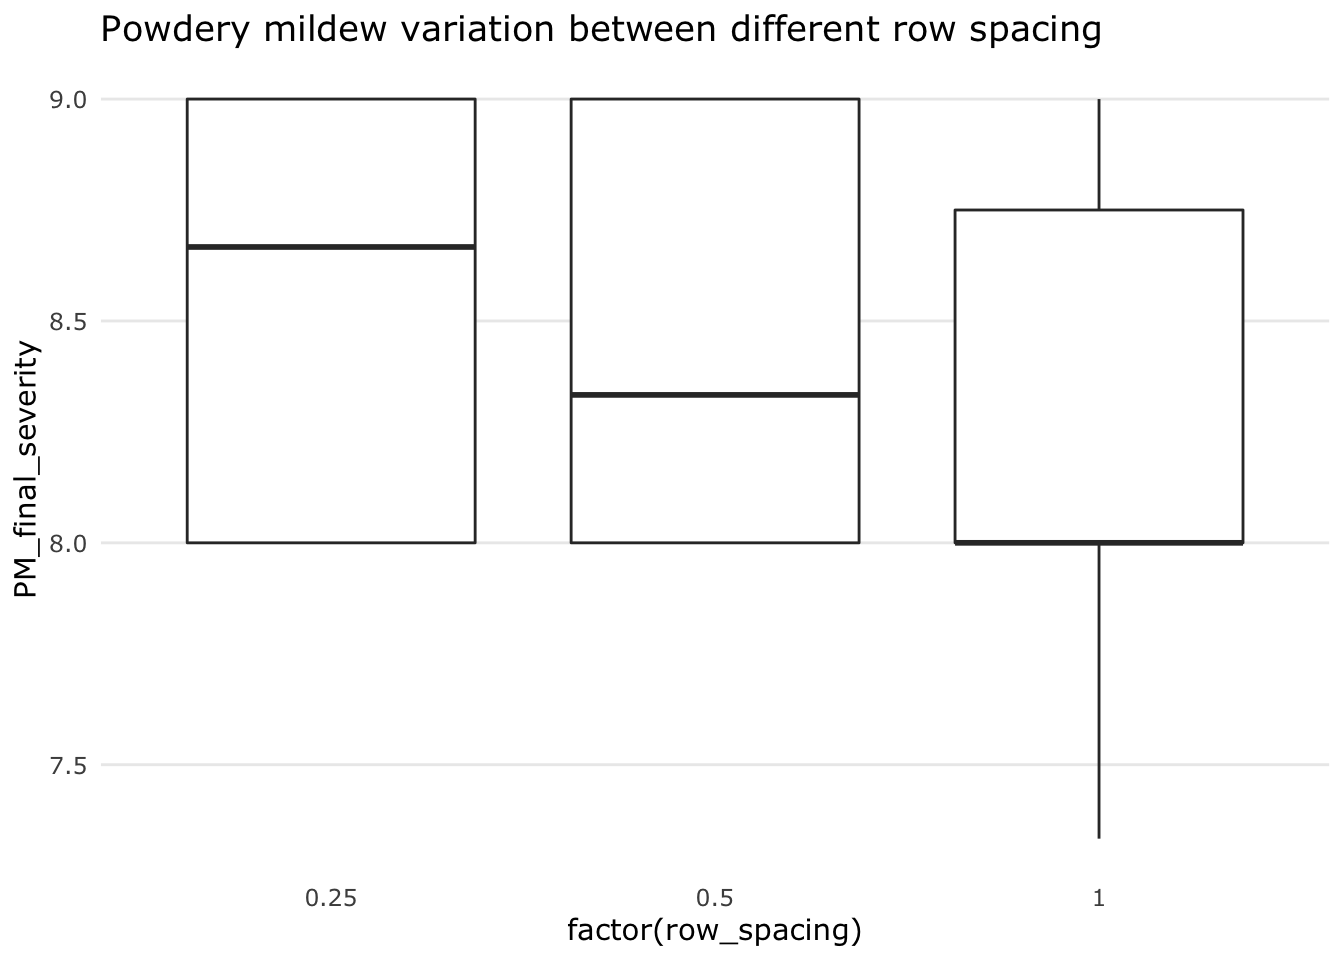 Powdery mildew variation between different row spacing
PM_final_severity
9.0
8.5
8.0
7.5
0.25 0.5 1
factor(row_spacing)